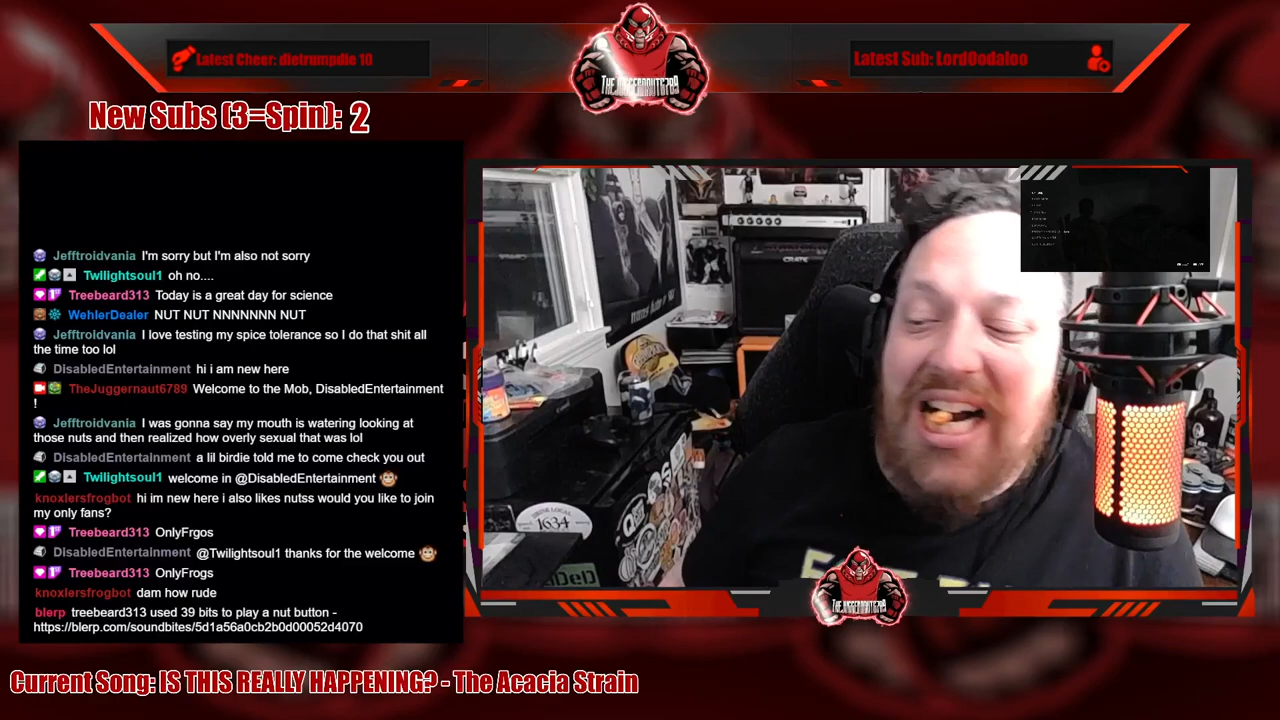 Latest Cheer: dietrumpdie 10
THEJUGGERNAUT6789
Latest Sub: LordOodaloo
New Subs (3=Spin): 2
Jefftroidvania I'm sorry but I'm also not sorry
Twilightsoul1 oh no....
Treebeard313 Today is a great day for science
WehlerDealer NUT NUT NNNNNNN NUT
Jefftroidvania I love testing my spice tolerance so I do that shit all
the time too lol
DisabledEntertainment hi i am new here
TheJuggernaut6789 Welcome to the Mob, DisabledEntertainment
!
Jefftroidvania I was gonna say my mouth is watering looking at
those nuts and then realized how overly sexual that was lol
DisabledEntertainment a lil birdie told me to come check you out
Twilightsoul1 welcome in @DisabledEntertainment
knoxlersfrogbot hi im new here i also likes nutss would you like to join
my only fans?
Treebeard313 OnlyFrgos
DisabledEntertainment @Twilightsoul1 thanks for the welcome
Treebeard313 OnlyFrogs
knoxlersfrogbot dam how rude
blerp treebeard313 used 39 bits to play a nut button -
https://blerp.com/soundbites/5d1a56a0cb2b0d00052d4070
CRATE
DRINK LOCAL
1634
THEJUGGERNAUT6789
Current Song: IS THIS REALLY HAPPENING? - The Acacia Strain